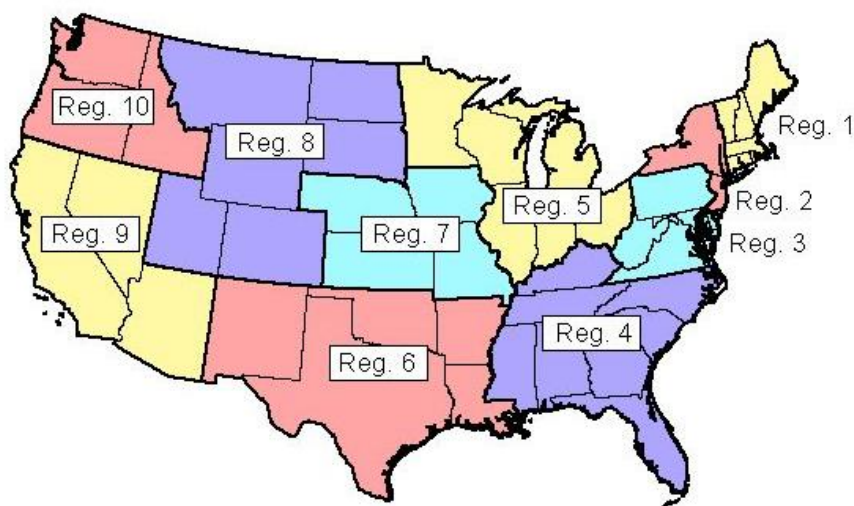 Reg. 10
Reg. 8
Reg. 1
Reg. 5
Reg. 2
Reg. 9
Reg. 7
Reg. 3
Reg. 4
Reg. 6